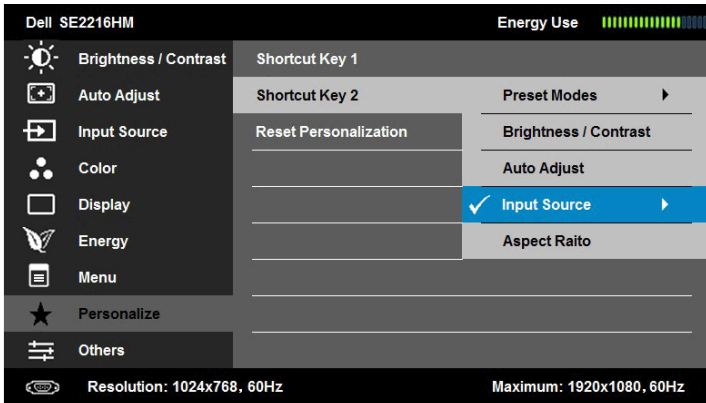 Dell SE2216HM Energy Use
Brightness / Contrast Shortcut Key 1
Auto Adjust Shortcut Key 2 Preset Modes
Input Source Reset Personalization Brightness / Contrast
Color Auto Adjust
Display Input Source
Energy Aspect Raito
Menu
Personalize
Others
Resolution: 1024x768, 60Hz Maximum: 1920x1080, 60Hz